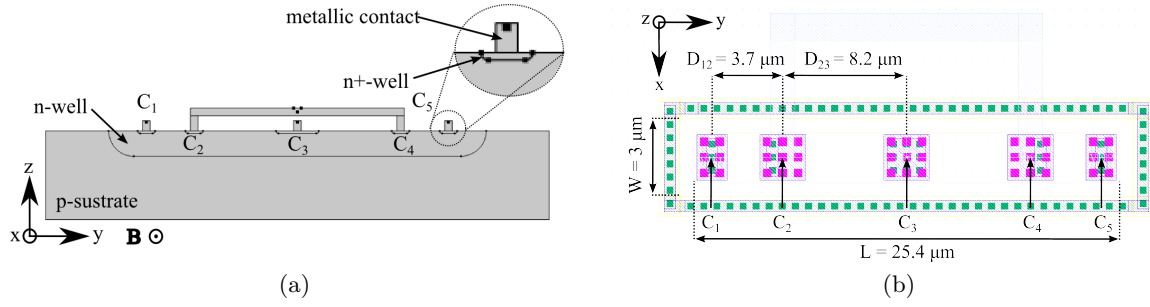 metallic contact
n+-well
n-well
C₁
C₅
C₂
C₃
C₄
z
p-sustrate
x
y
B
(a)
z
y
x
D₁₂ = 3.7 μm
D₂₃ = 8.2 μm
W = 3 μm
C₁
C₂
C₃
C₄
C₅
L = 25.4 μm
(b)